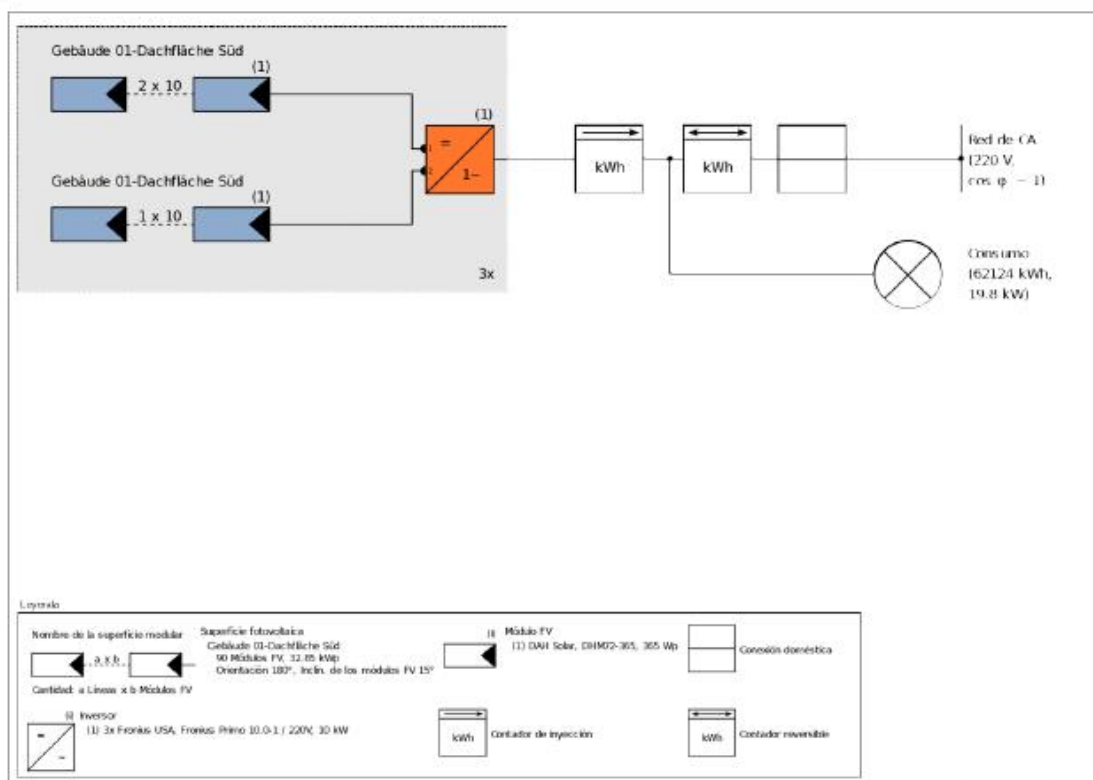 Gebäude 01-Dachfläche Süd
(1)
2 x 10
(1)
=
1
2
1~
Gebäude 01-Dachfläche Süd
(1)
1 x 10
3x
kWh
kWh
Red de CA
(220 V,
cos φ = 1)
Consumo
(62124 kWh,
19.8 kW)
Leyenda
Nombre de la superficie modular
a x b
Cantidad: a Líneas x b Módulos FV
Superficie fotovoltaica
Gebäude 01-Dachfläche Süd
90 Módulos FV, 32.85 kWp
Orientación 180°, Inclin. de los módulos FV 15°
(i) Módulo FV
(1) DAH Solar, DHM72-365, 365 Wp
Conexión doméstica
(i) Inversor
(1) 3x Fronius USA, Fronius Primo 10.0-1 / 220V, 10 kW
=
~
kWh
Contador de inyección
kWh
Contador reversible